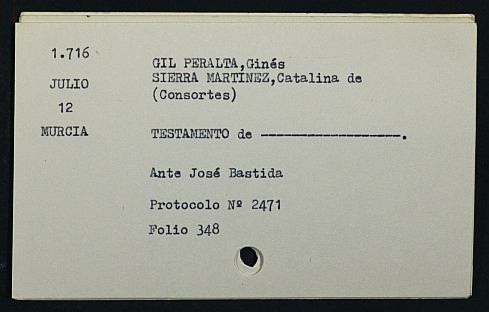 1.716
JULIO
12
MURCIA
GIL PERALTA,Ginés
SIERRA MARTINEZ,Catalina de
(Consortes)
TESTAMENTO de -----------------.
Ante José Bastida
Protocolo Nº 2471
Folio 348